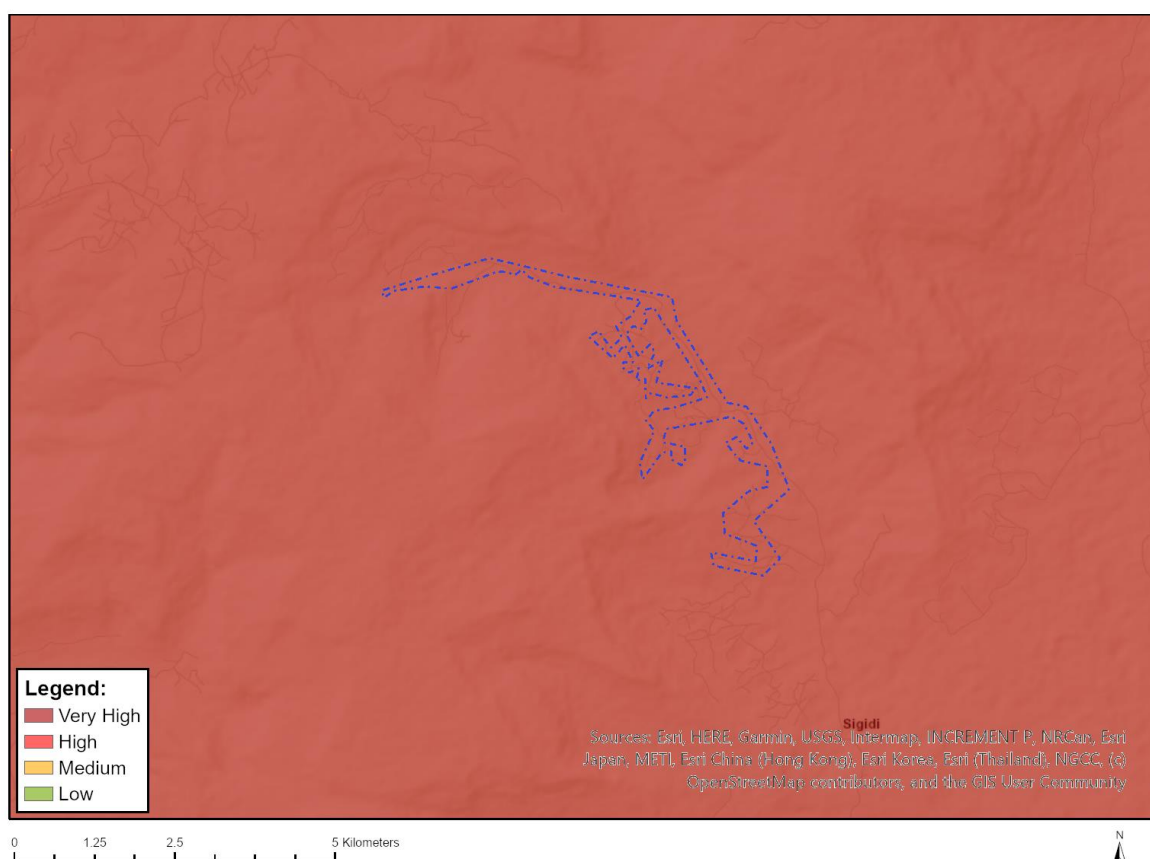 Legend:
Very High
High
Medium
Low
Sigidi
Sources: Esri, HERE, Garmin, USGS, Intermap, INCREMENT P, NRCan, Esri
Japan, METI, Esri China (Hong Kong), Esri Korea, Esri (Thailand), NGCC, (c)
OpenStreetMap contributors, and the GIS User Community
0 1.25 2.5 5 Kilometers
N